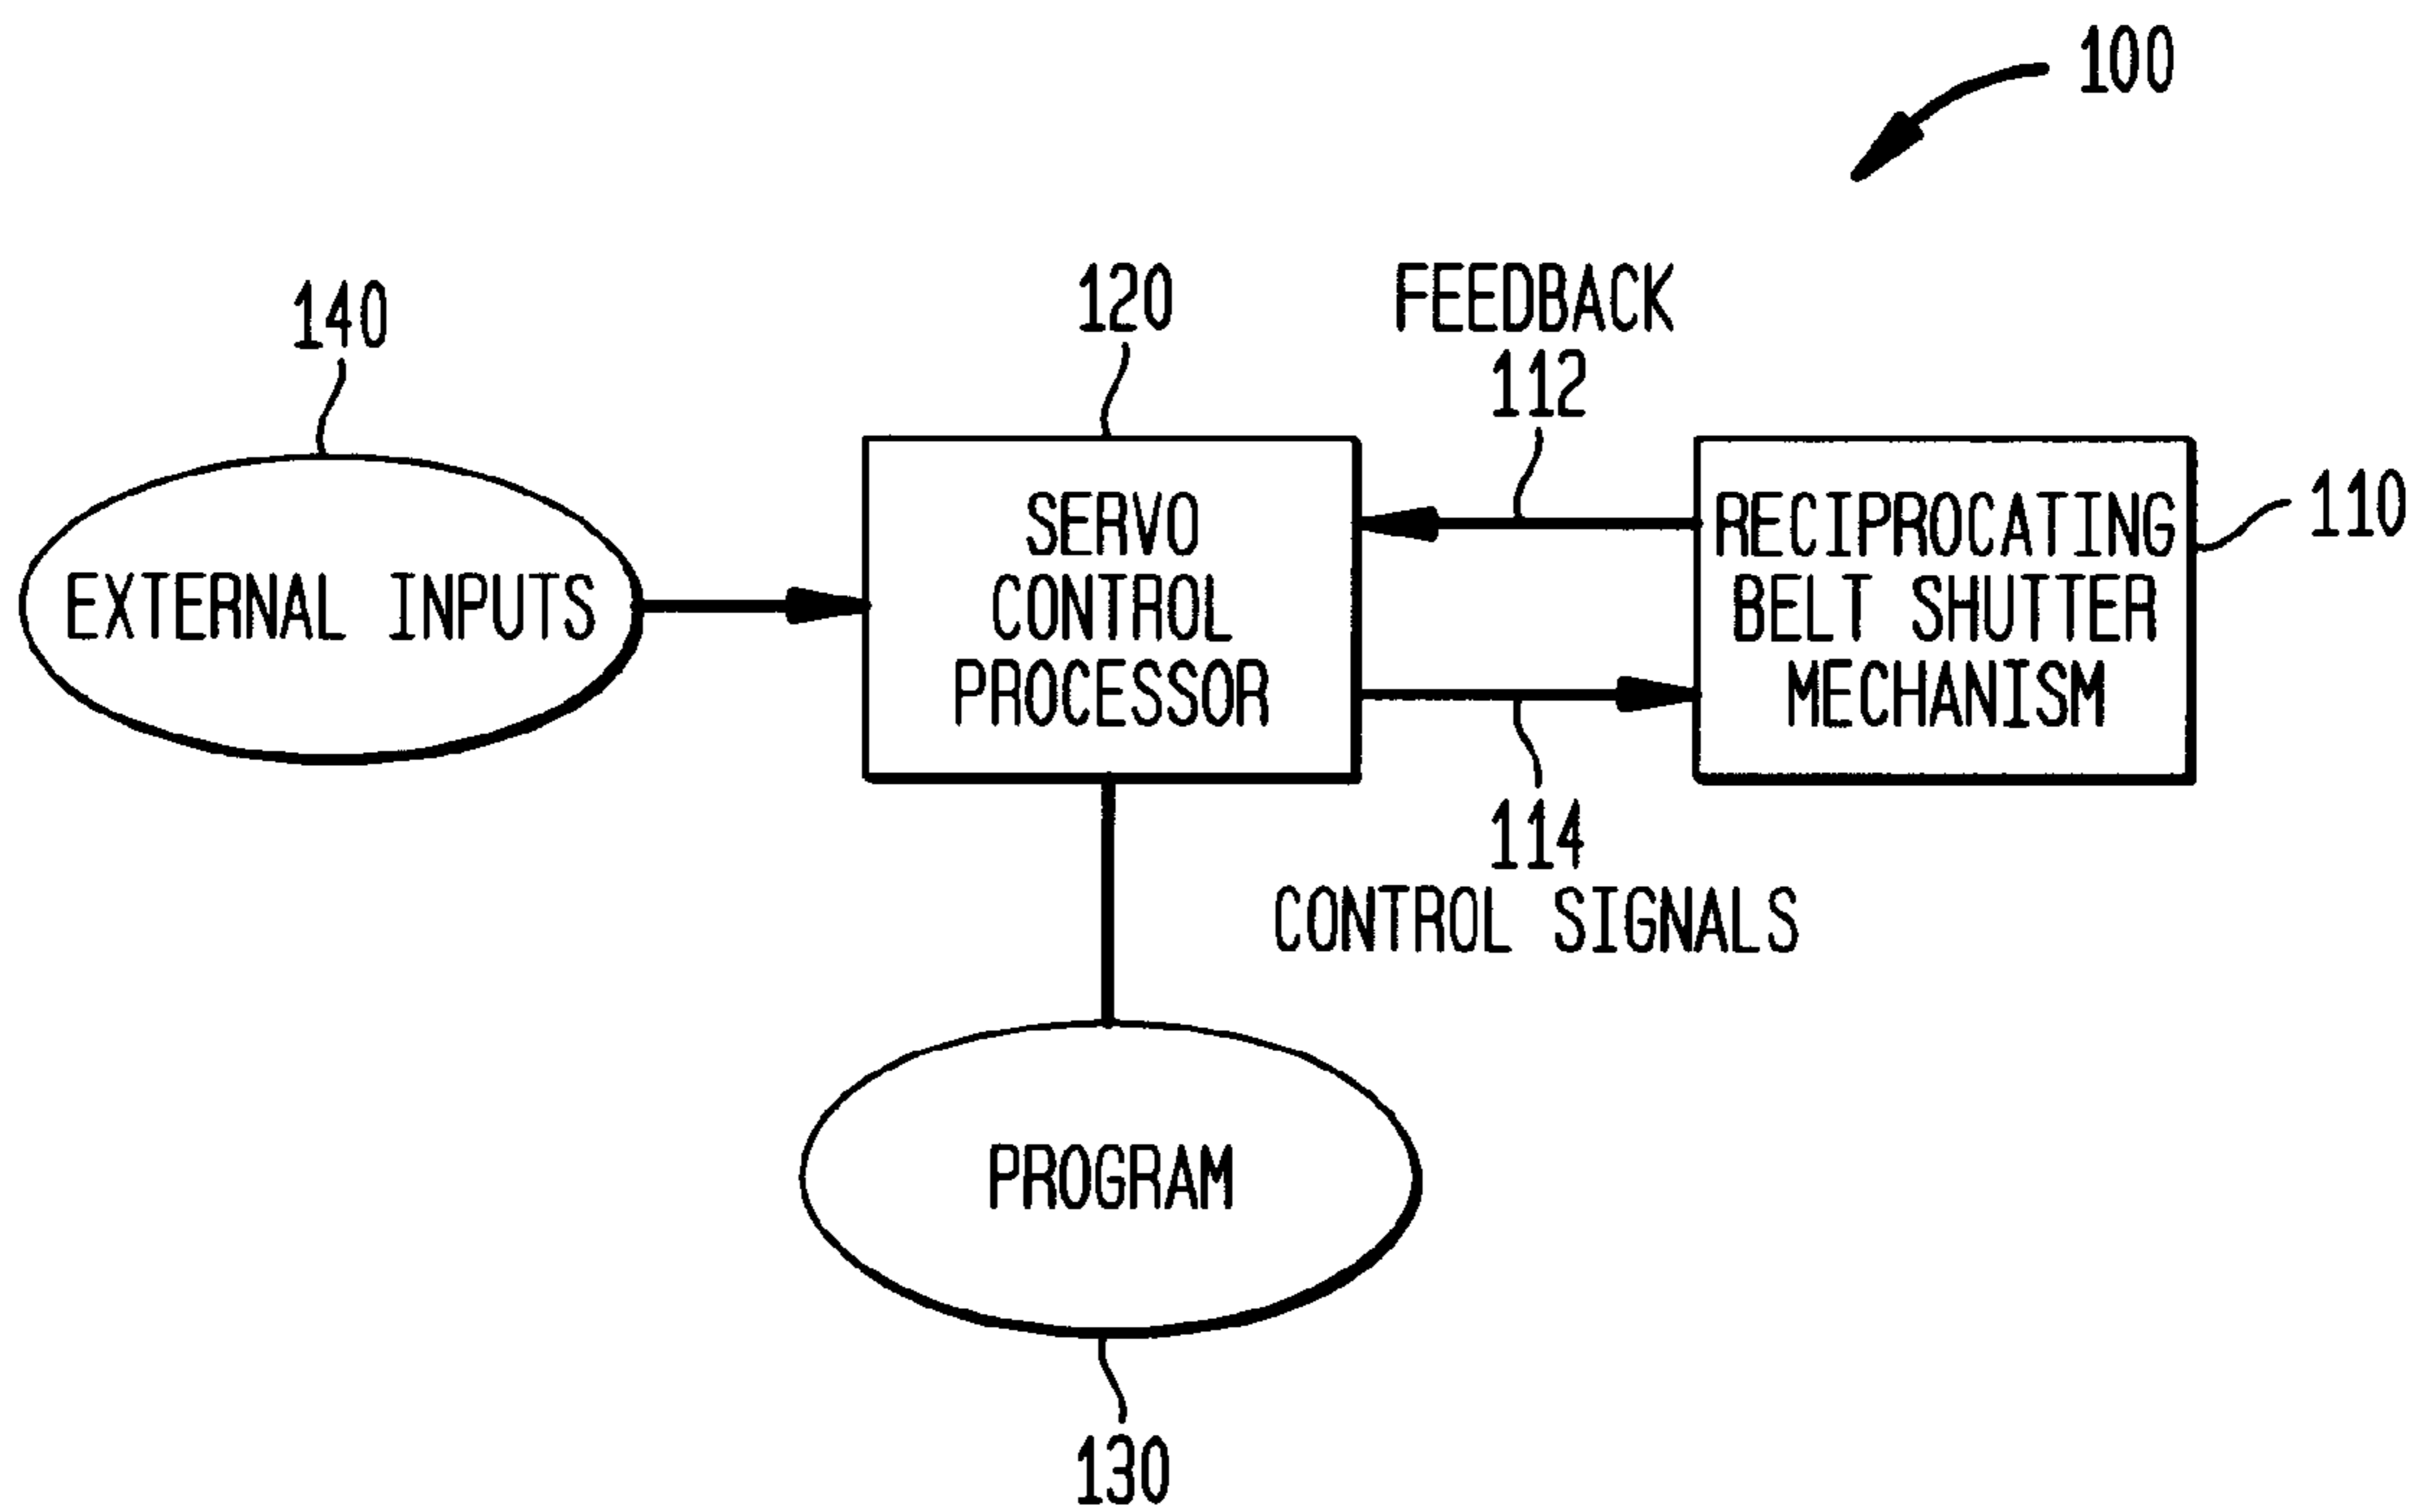 100
140
120
FEEDBACK
112
110
EXTERNAL INPUTS
SERVO
CONTROL
PROCESSOR
RECIPROCATING
BELT SHUTTER
MECHANISM
114
CONTROL SIGNALS
PROGRAM
130